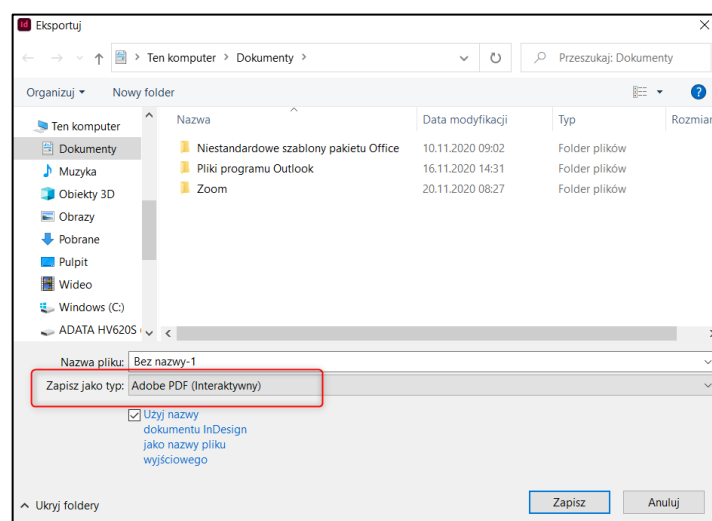 Id Eksportuj
Ten komputer > Dokumenty >
Przeszukaj: Dokumenty
Organizuj
Nowy folder
Nazwa
Data modyfikacji
Typ
Rozmiar
Ten komputer
Dokumenty
Muzyka
Obiekty 3D
Obrazy
Pobrane
Pulpit
Wideo
Windows (C:)
ADATA HV620S
Niestandardowe szablony pakietu Office 10.11.2020 09:02 Folder plików
Pliki programu Outlook 16.11.2020 14:31 Folder plików
Zoom 20.11.2020 08:27 Folder plików
Nazwa pliku: Bez nazwy-1
Zapisz jako typ: Adobe PDF (Interaktywny)
Użyj nazwy
dokumentu InDesign
jako nazwy pliku
wyjściowego
Ukryj foldery
Zapisz
Anuluj